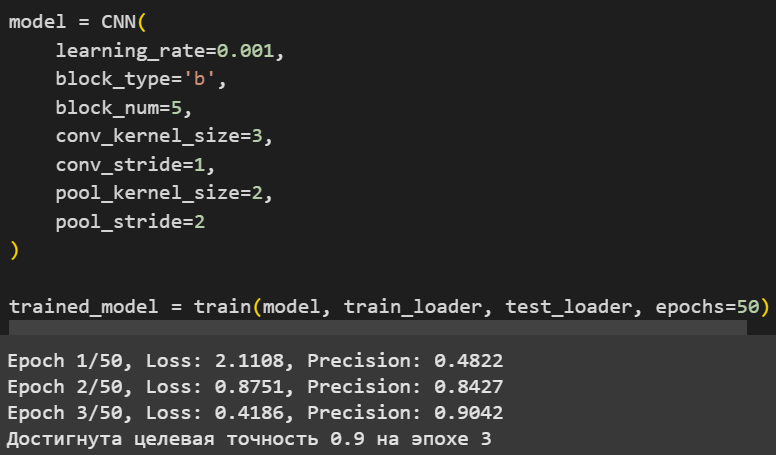 model = CNN(
    learning_rate=0.001,
    block_type='b',
    block_num=5,
    conv_kernel_size=3,
    conv_stride=1,
    pool_kernel_size=2,
    pool_stride=2
)
trained_model = train(model, train_loader, test_loader, epochs=50)
Epoch 1/50, Loss: 2.1108, Precision: 0.4822
Epoch 2/50, Loss: 0.8751, Precision: 0.8427
Epoch 3/50, Loss: 0.4186, Precision: 0.9042
Достигнута целевая точность 0.9 на эпохе 3